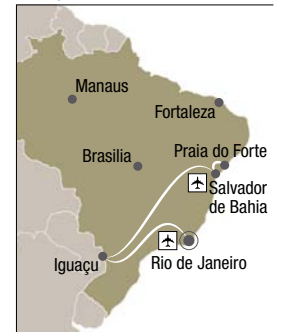 Manaus
Fortaleza
Brasilia
Praia do Forte
Salvador
de Bahia
Iguaçu
Rio de Janeiro